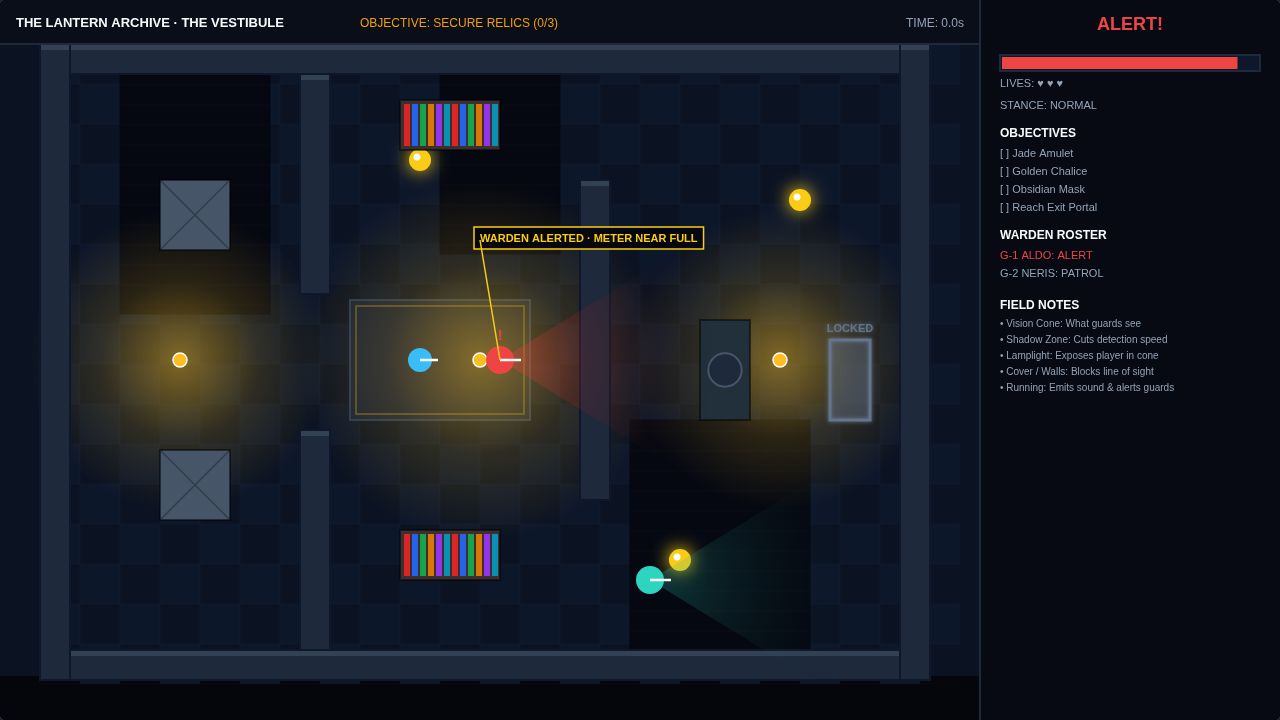 THE LANTERN ARCHIVE · THE VESTIBULE
OBJECTIVE: SECURE RELICS (0/3)
TIME: 0.0s
WARDEN ALERTED · METER NEAR FULL
!
LOCKED
ALERT!
LIVES: ♥ ♥ ♥
STANCE: NORMAL
OBJECTIVES
[ ] Jade Amulet
[ ] Golden Chalice
[ ] Obsidian Mask
[ ] Reach Exit Portal
WARDEN ROSTER
G-1 ALDO: ALERT
G-2 NERIS: PATROL
FIELD NOTES
• Vision Cone: What guards see
• Shadow Zone: Cuts detection speed
• Lamplight: Exposes player in cone
• Cover / Walls: Blocks line of sight
• Running: Emits sound & alerts guards